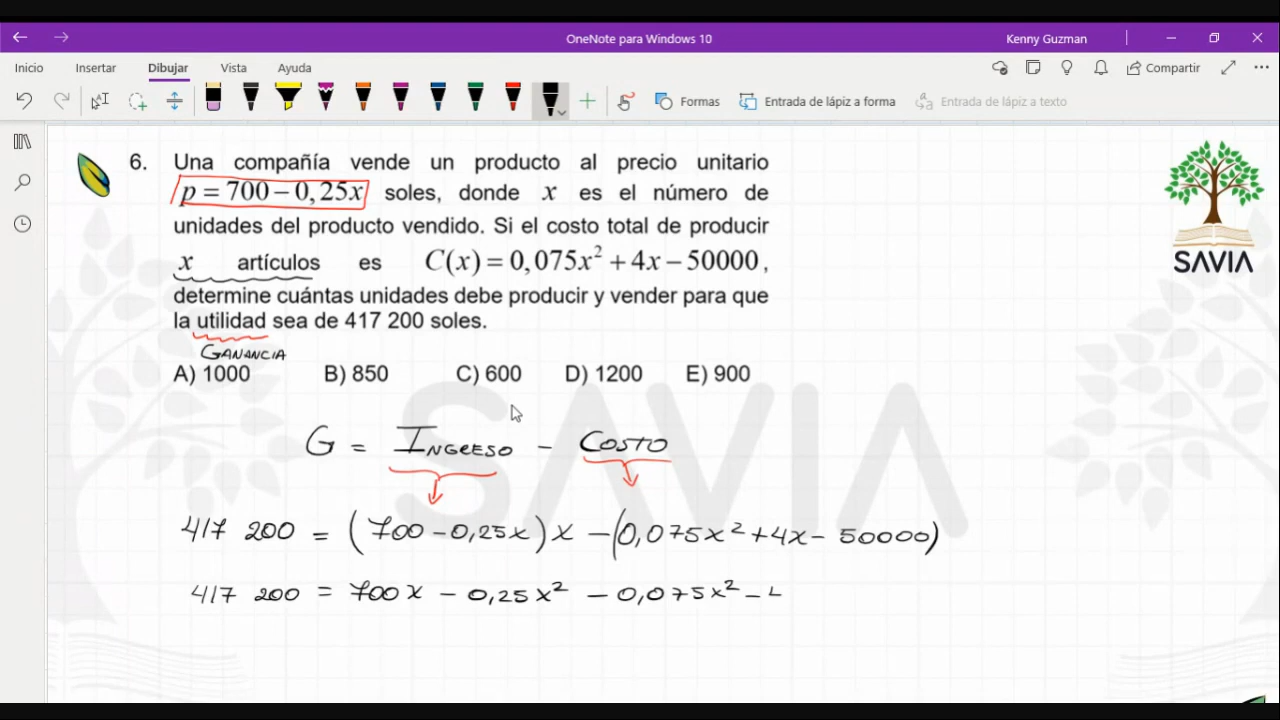 OneNote para Windows 10
Kenny Guzman
Inicio Insertar Dibujar Vista Ayuda
Compartir
Formas Entrada de lápiz a forma Entrada de lápiz a texto
6. Una compañía vende un producto al precio unitario
p = 700 − 0,25x soles, donde x es el número de
unidades del producto vendido. Si el costo total de producir
x artículos es C(x) = 0,075x² + 4x − 50000,
determine cuántas unidades debe producir y vender para que
la utilidad sea de 417 200 soles.
GANANCIA
A) 1000 B) 850 C) 600 D) 1200 E) 900
SAVIA
SAVIA
G = INGRESO − COSTO
417 200 = (700 − 0,25x)x − (0,075x² + 4x − 50000)
417 200 = 700x − 0,25x² − 0,075x² − 4